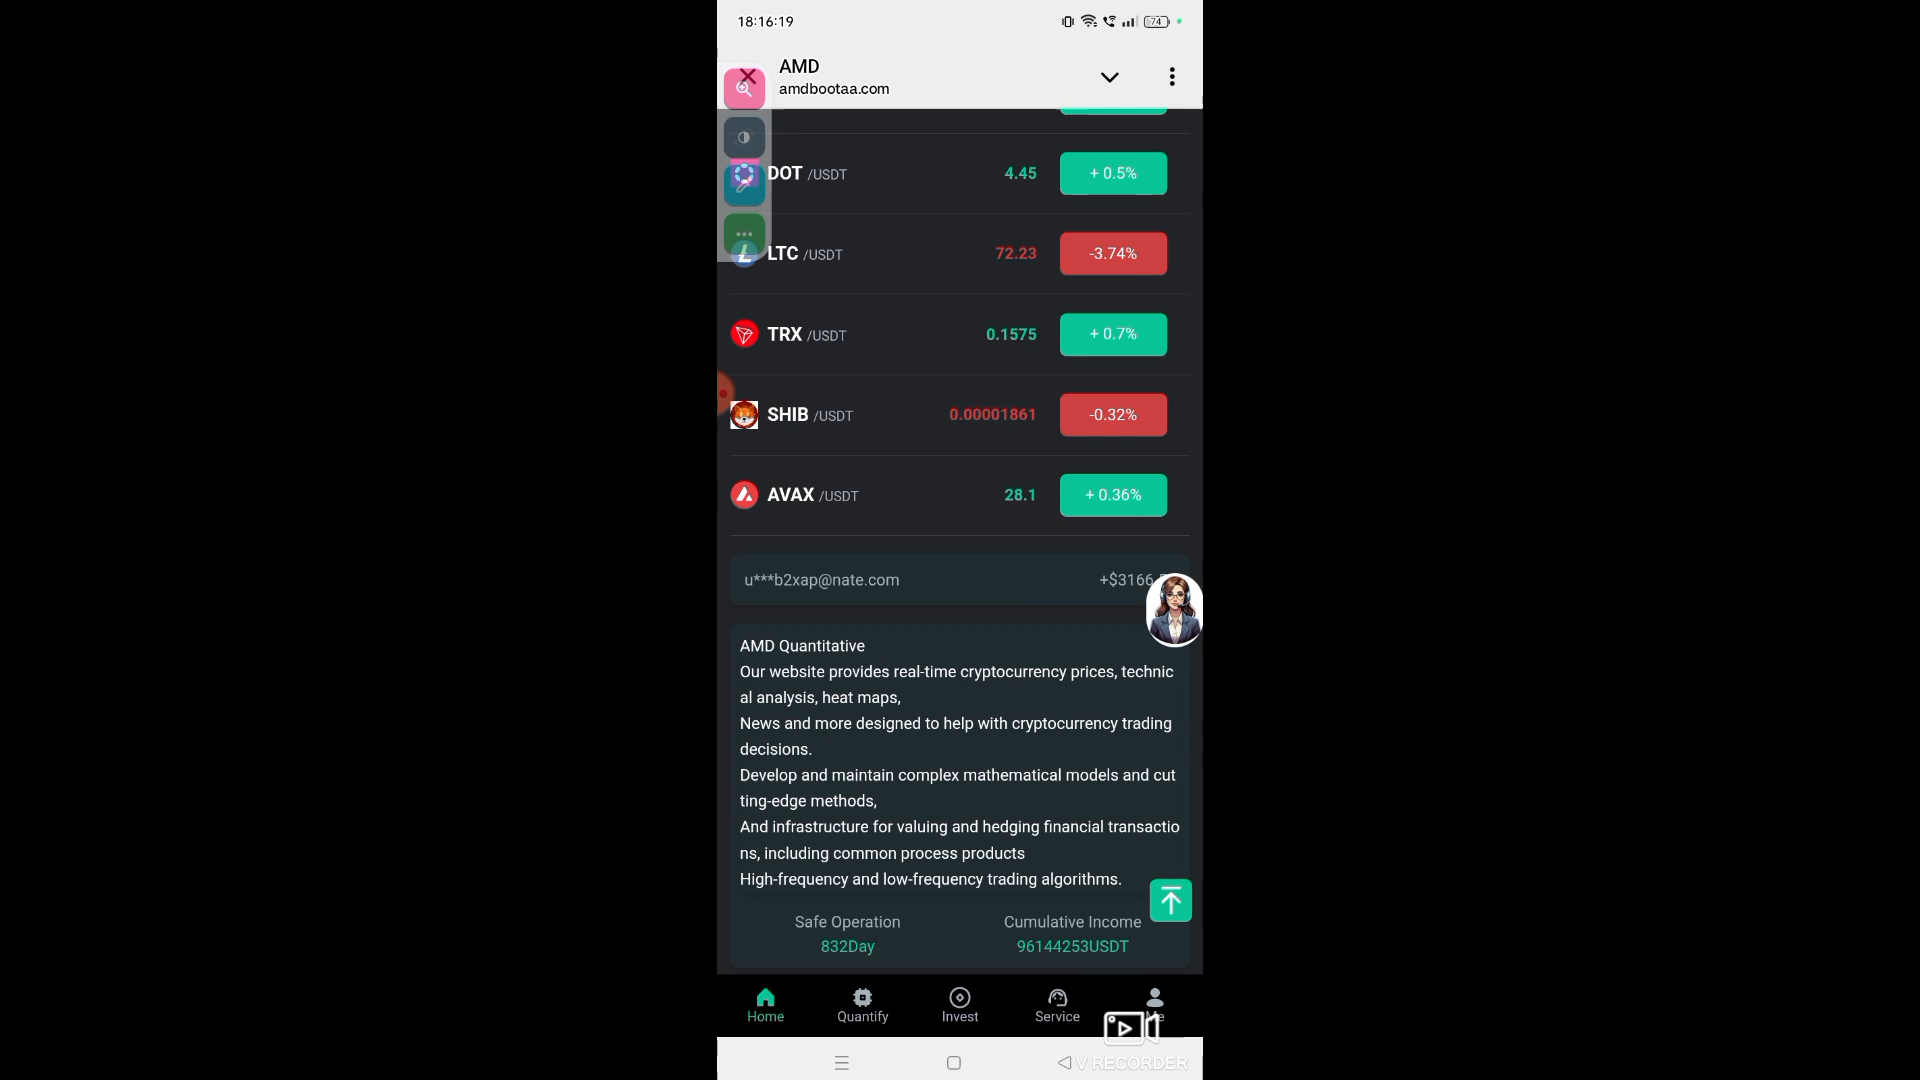 18:16:19
74
AMD
amdbootaa.com
DOT /USDT 4.45 + 0.5%
LTC /USDT 72.23 -3.74%
TRX /USDT 0.1575 + 0.7%
SHIB /USDT 0.00001861 -0.32%
AVAX /USDT 28.1 + 0.36%
u***b2xap@nate.com +$3166
AMD Quantitative
Our website provides real-time cryptocurrency prices, technic
al analysis, heat maps,
News and more designed to help with cryptocurrency trading
decisions.
Develop and maintain complex mathematical models and cut
ting-edge methods,
And infrastructure for valuing and hedging financial transactio
ns, including common process products
High-frequency and low-frequency trading algorithms.
Safe Operation Cumulative Income
832Day 96144253USDT
Home Quantify Invest Service Me
V RECORDER